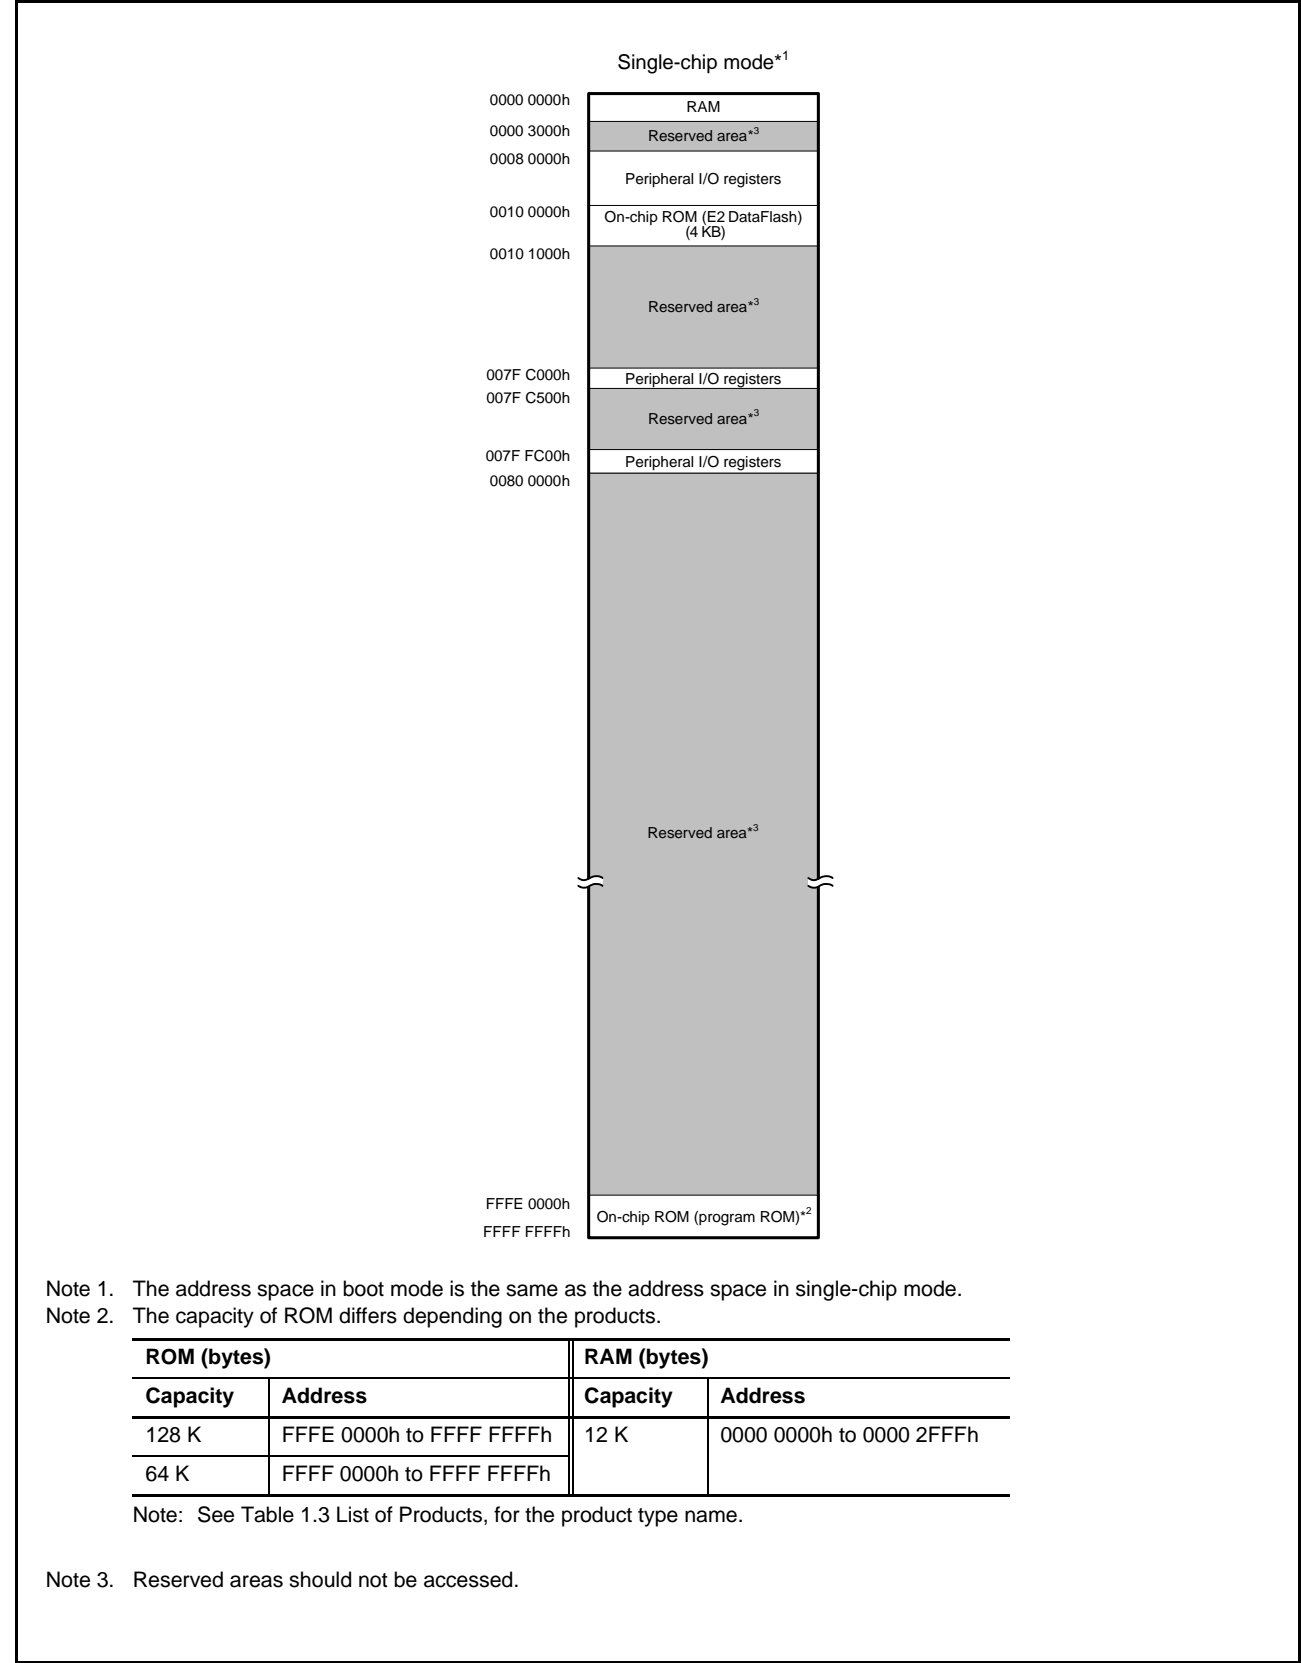 Single-chip mode*1
0000 0000h
RAM
0000 3000h
Reserved area*3
0008 0000h
Peripheral I/O registers
0010 0000h
On-chip ROM (E2 DataFlash)
(4 KB)
0010 1000h
Reserved area*3
007F C000h
Peripheral I/O registers
007F C500h
Reserved area*3
007F FC00h
Peripheral I/O registers
0080 0000h
Reserved area*3
FFFE 0000h
On-chip ROM (program ROM)*2
FFFF FFFFh
Note 1. The address space in boot mode is the same as the address space in single-chip mode.
Note 2. The capacity of ROM differs depending on the products.
ROM (bytes) RAM (bytes)
Capacity Address Capacity Address
128 K FFFE 0000h to FFFF FFFFh 12 K 0000 0000h to 0000 2FFFh
64 K FFFF 0000h to FFFF FFFFh
Note: See Table 1.3 List of Products, for the product type name.
Note 3. Reserved areas should not be accessed.